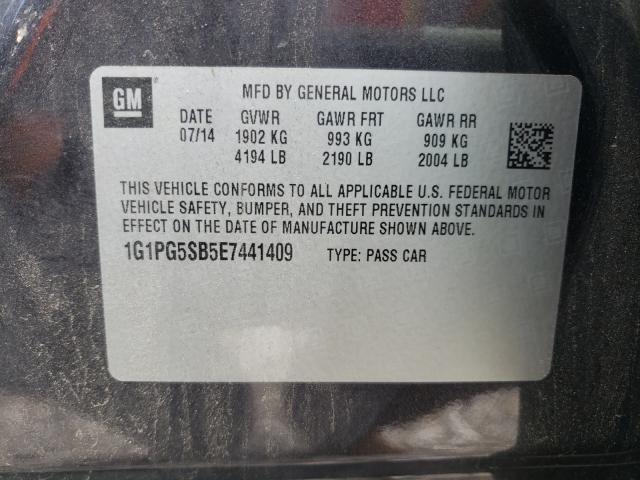 GM
MFD BY GENERAL MOTORS LLC
DATE GVWR GAWR FRT GAWR RR
07/14 1902 KG 993 KG 909 KG
4194 LB 2190 LB 2004 LB
THIS VEHICLE CONFORMS TO ALL APPLICABLE U.S. FEDERAL MOTOR
VEHICLE SAFETY, BUMPER, AND THEFT PREVENTION STANDARDS IN
EFFECT ON THE DATE OF MANUFACTURE SHOWN ABOVE.
1G1PG5SB5E7441409 TYPE: PASS CAR